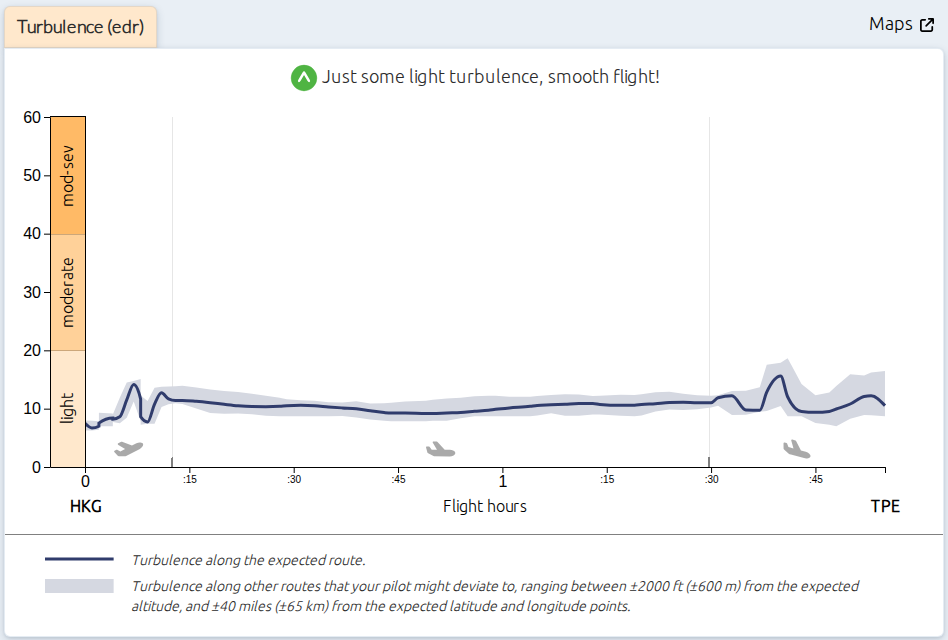 Turbulence (edr)
Maps
Just some light turbulence, smooth flight!
60
50
40
30
20
10
0
mod-sev
moderate
light
0 :15 :30 :45 1 :15 :30 :45
HKG Flight hours TPE
Turbulence along the expected route.
Turbulence along other routes that your pilot might deviate to, ranging between ±2000 ft (±600 m) from the expected
altitude, and ±40 miles (±65 km) from the expected latitude and longitude points.